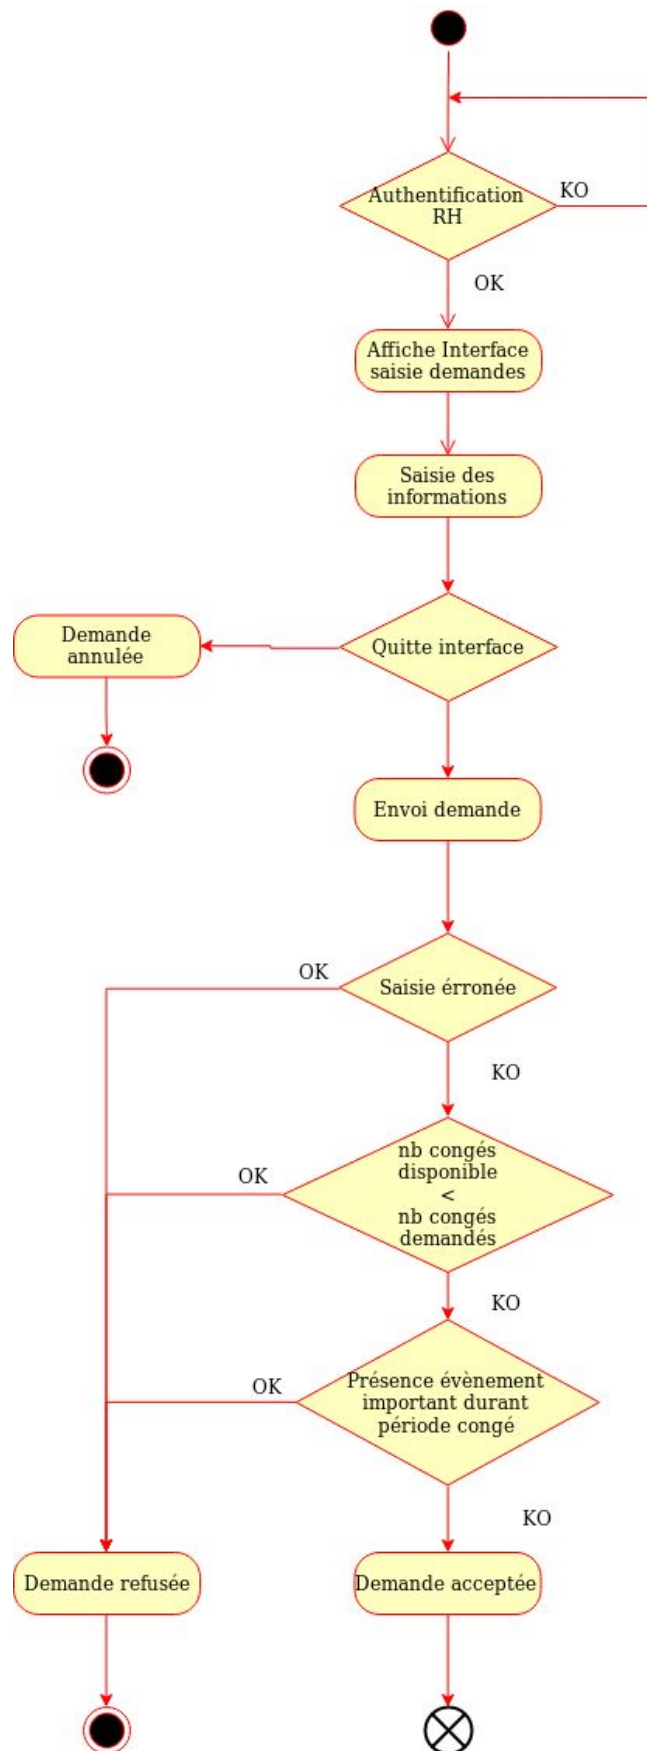 Authentification
RH
KO
OK
Affiche Interface
saisie demandes
Saisie des
informations
Demande
annulée
Quitte interface
Envoi demande
OK
Saisie érronée
KO
nb congés
disponible
<
nb congés
demandés
OK
KO
Présence évènement
important durant
période congé
OK
KO
Demande refusée
Demande acceptée